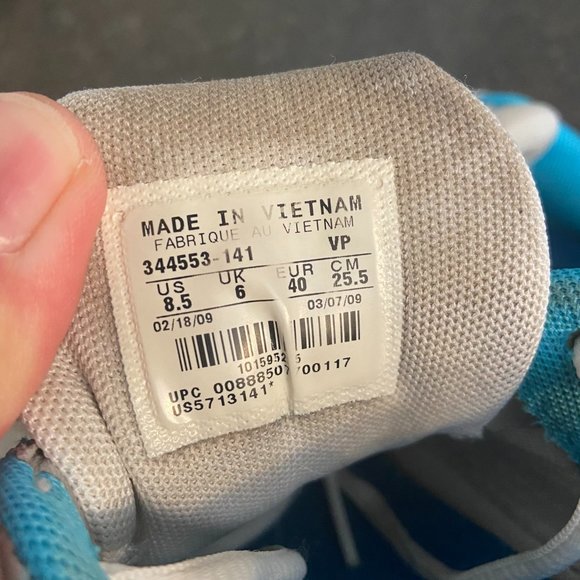 MADE IN VIETNAM
FABRIQUE AU VIETNAM
344553-141 VP
US UK EUR CM
8.5 6 40 25.5
02/18/09 03/07/09
UPC
US5713141*